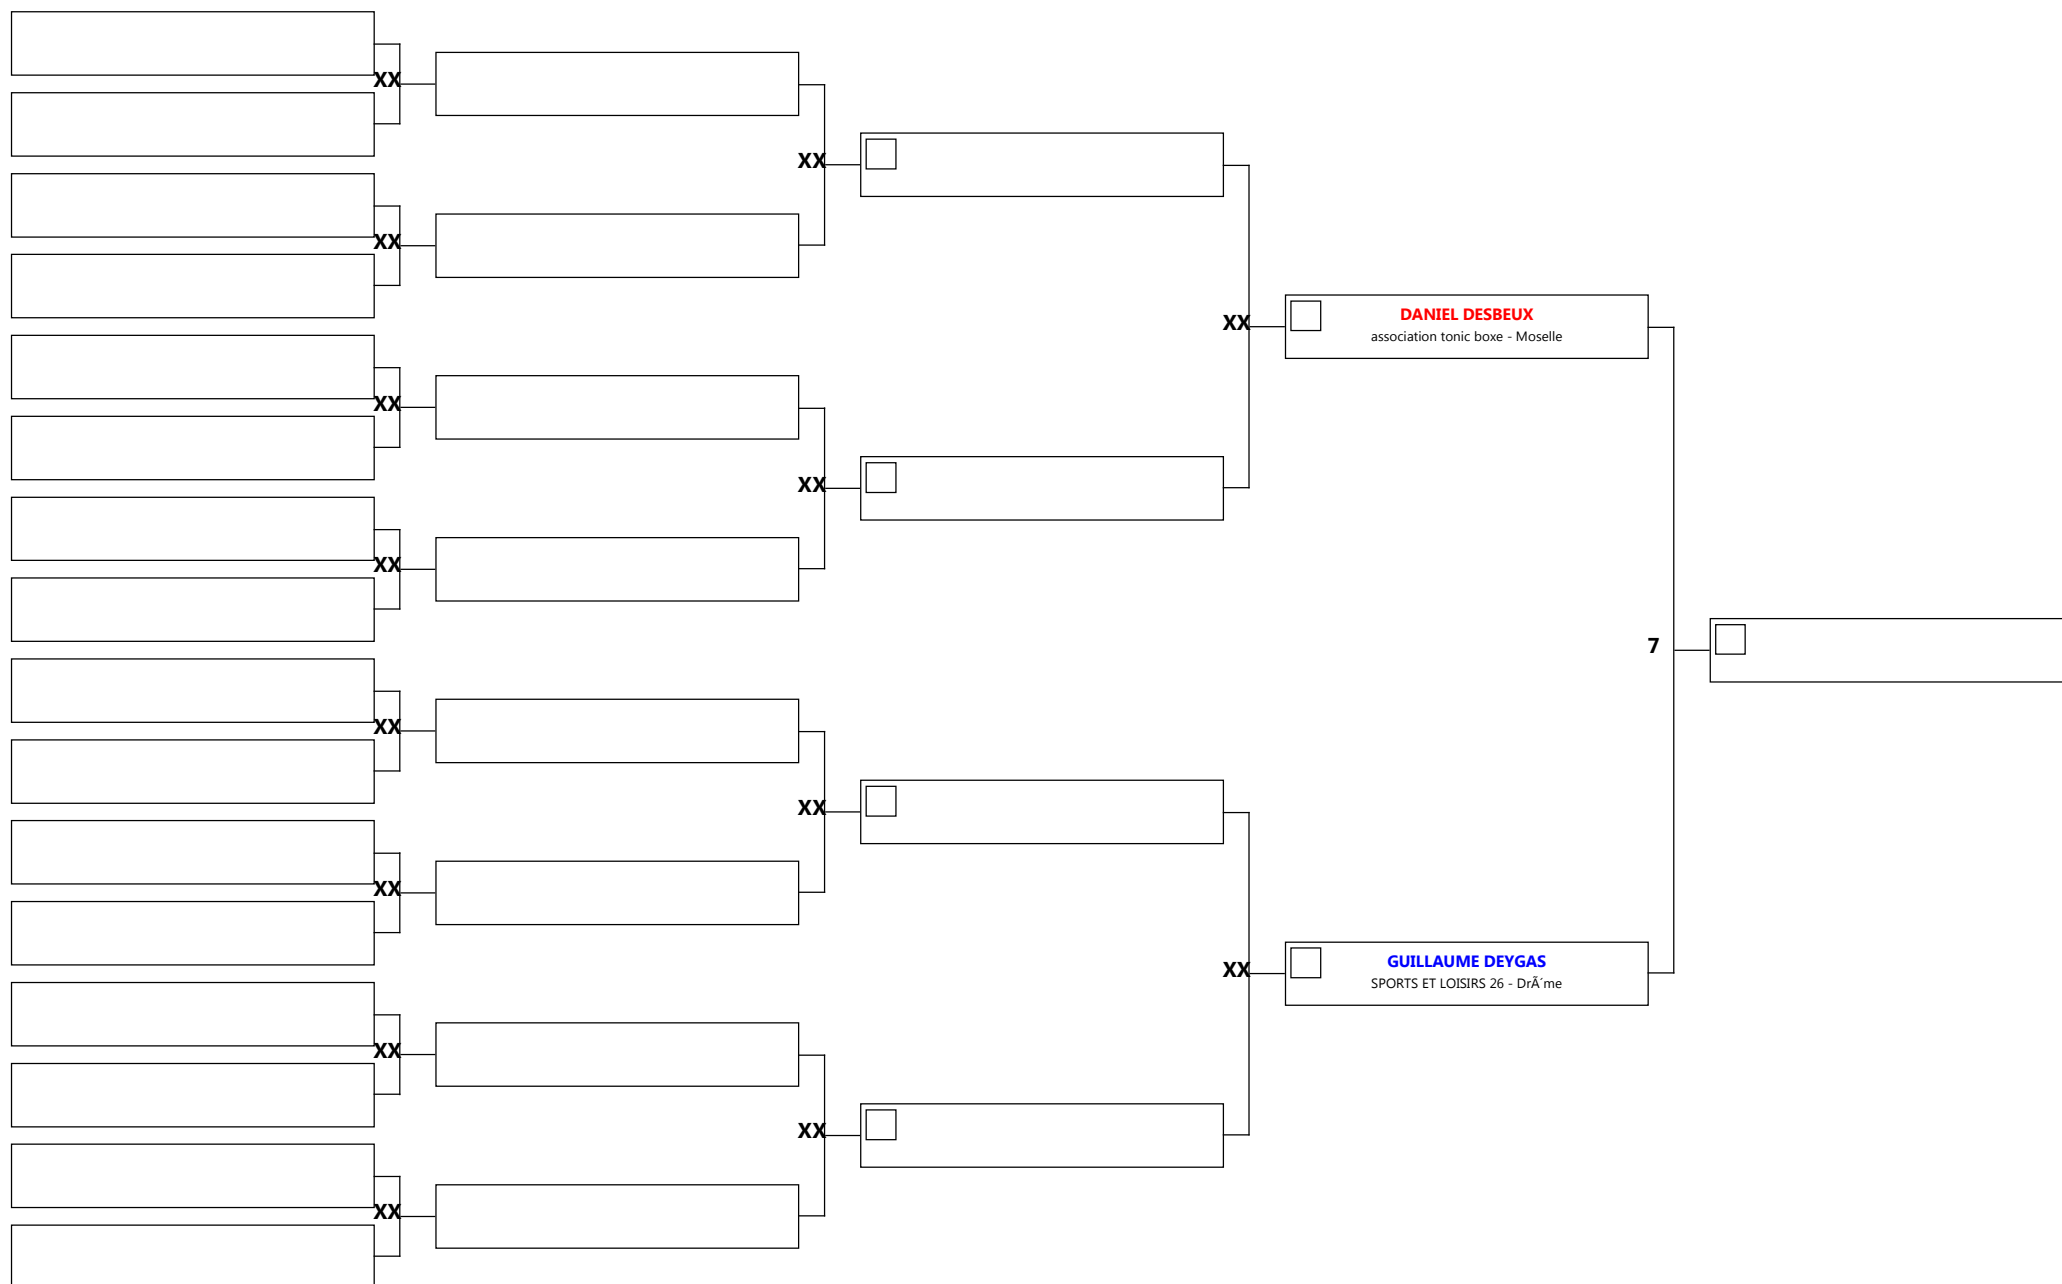 XX
XX
XX
XX
XX
XX
XX
XX
XX
XX
XX
XX
XX
DANIEL DESBEUX
association tonic boxe - Moselle
XX
GUILLAUME DEYGAS
SPORTS ET LOISIRS 26 - DrÃ´me
7